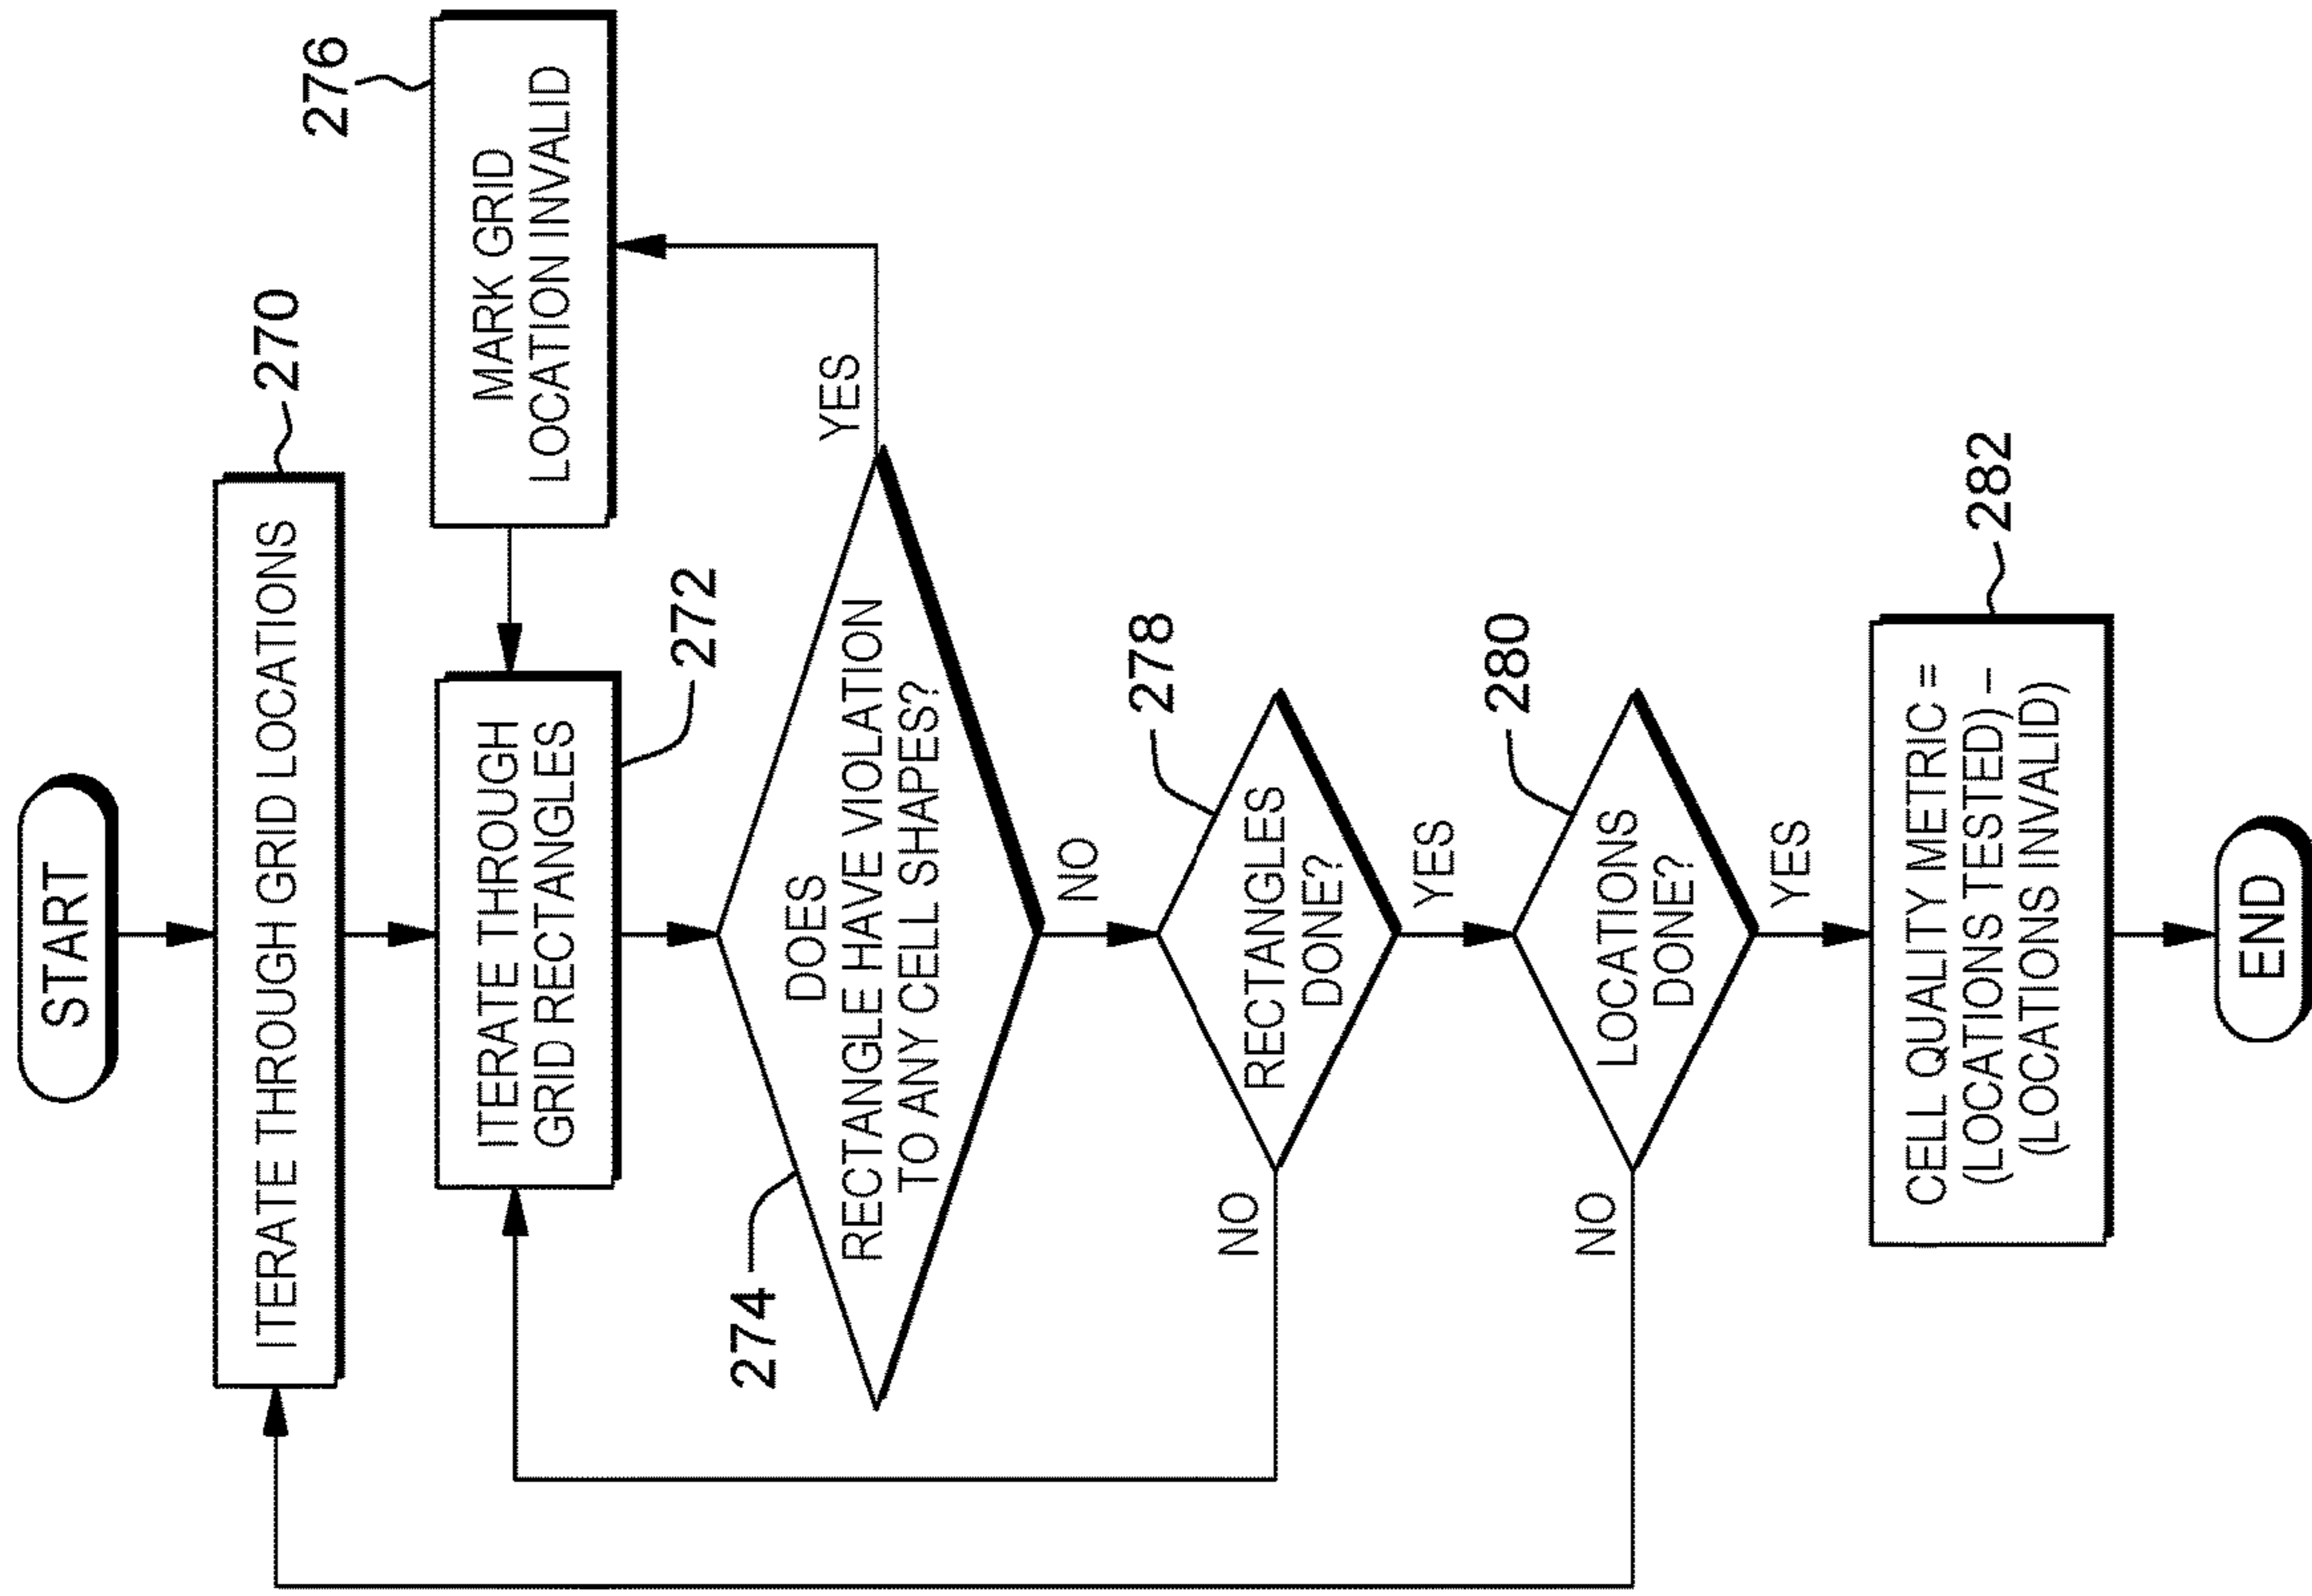 START
270
ITERATE THROUGH GRID LOCATIONS
276
MARK GRID
LOCATION INVALID
ITERATE THROUGH
GRID RECTANGLES
272
274
DOES
RECTANGLE HAVE VIOLATION
TO ANY CELL SHAPES?
YES
NO
278
RECTANGLES
DONE?
NO
YES
280
LOCATIONS
DONE?
NO
YES
282
CELL QUALITY METRIC =
(LOCATIONS TESTED) –
(LOCATIONS INVALID)
END